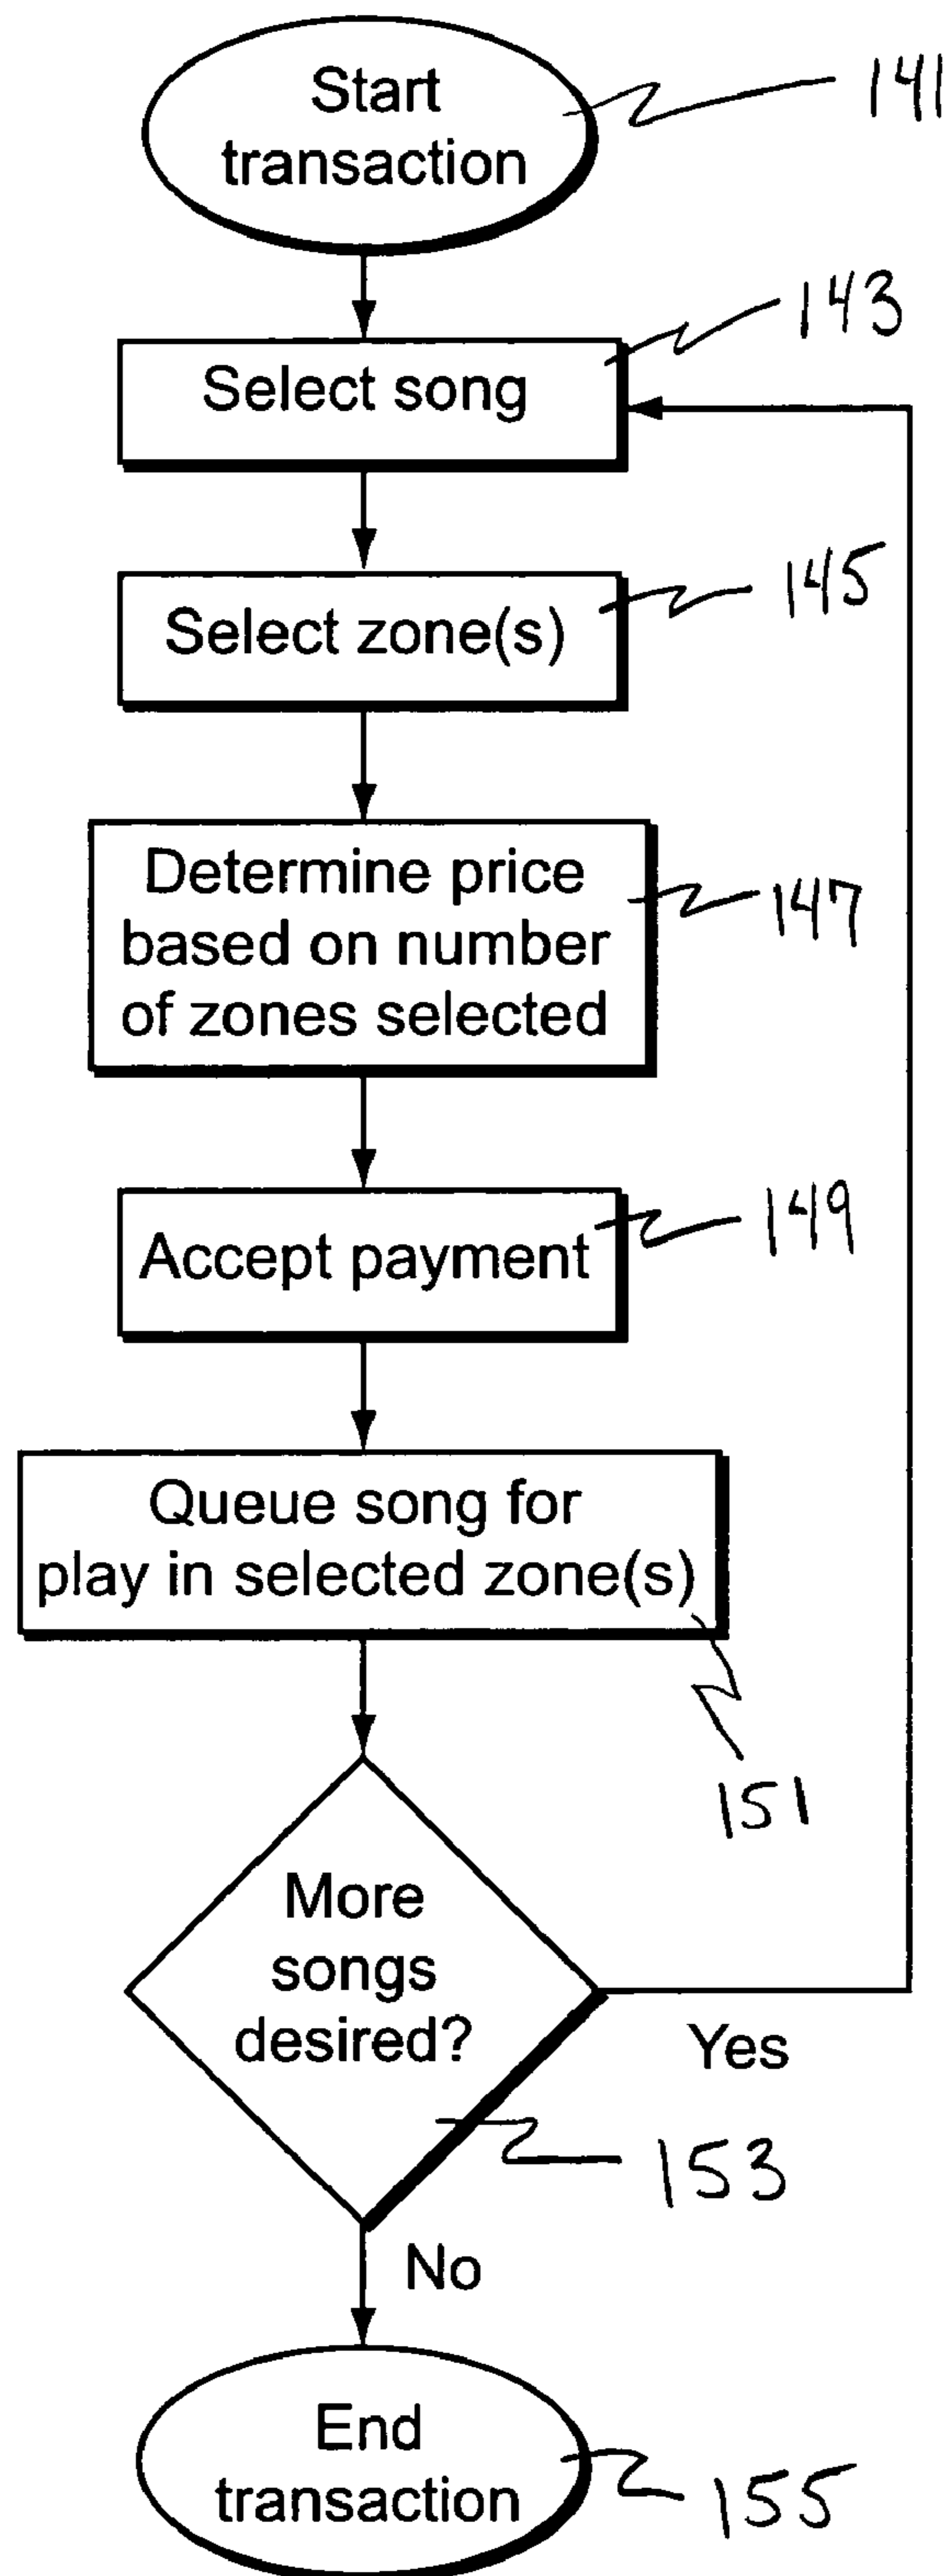 Start
transaction
141
Select song
143
Select zone(s)
145
Determine price
based on number
of zones selected
147
Accept payment
149
Queue song for
play in selected zone(s)
151
More
songs
desired?
Yes
153
No
End
transaction
155